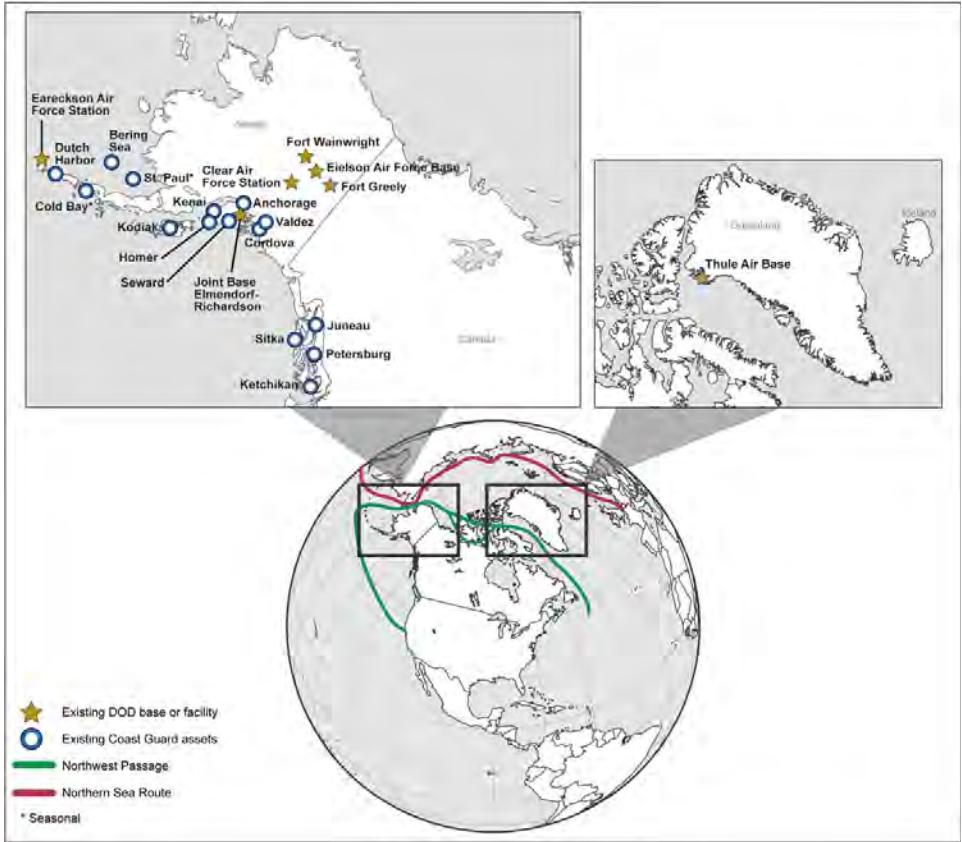 Eareckson Air
Force Station
Dutch
Harbor
Bering
Sea
St. Paul*
Cold Bay*
Kodiak
Kenai
Homer
Seward
Clear Air
Force Station
Fort Wainwright
Eielson Air Force Base
Fort Greely
Anchorage
Valdez
Cordova
Joint Base
Elmendorf-
Richardson
Sitka
Juneau
Petersburg
Ketchikan
Canada
Greenland
Iceland
Thule Air Base
Existing DOD base or facility
Existing Coast Guard assets
Northwest Passage
Northern Sea Route
* Seasonal